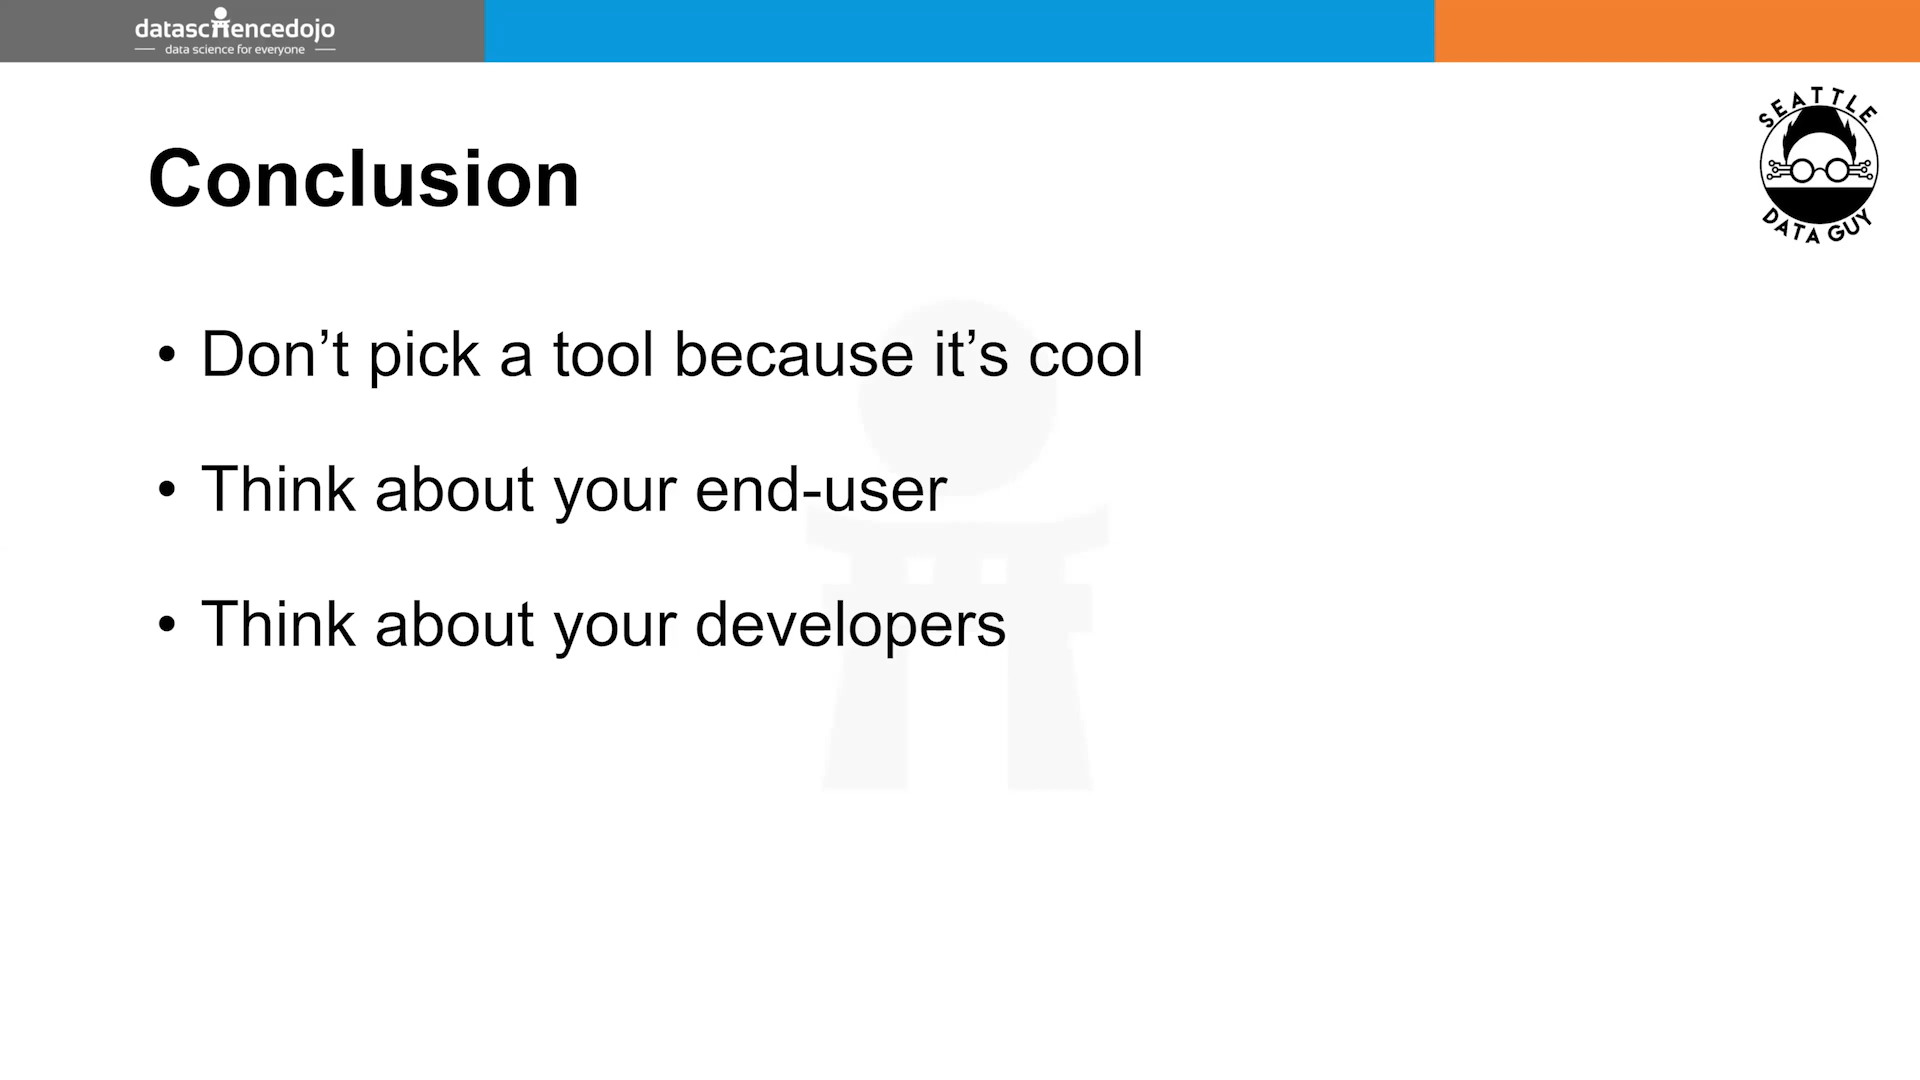 datasciencedojo
data science for everyone
SEATTLE
DATA GUY
Conclusion
• Don’t pick a tool because it’s cool
• Think about your end-user
• Think about your developers